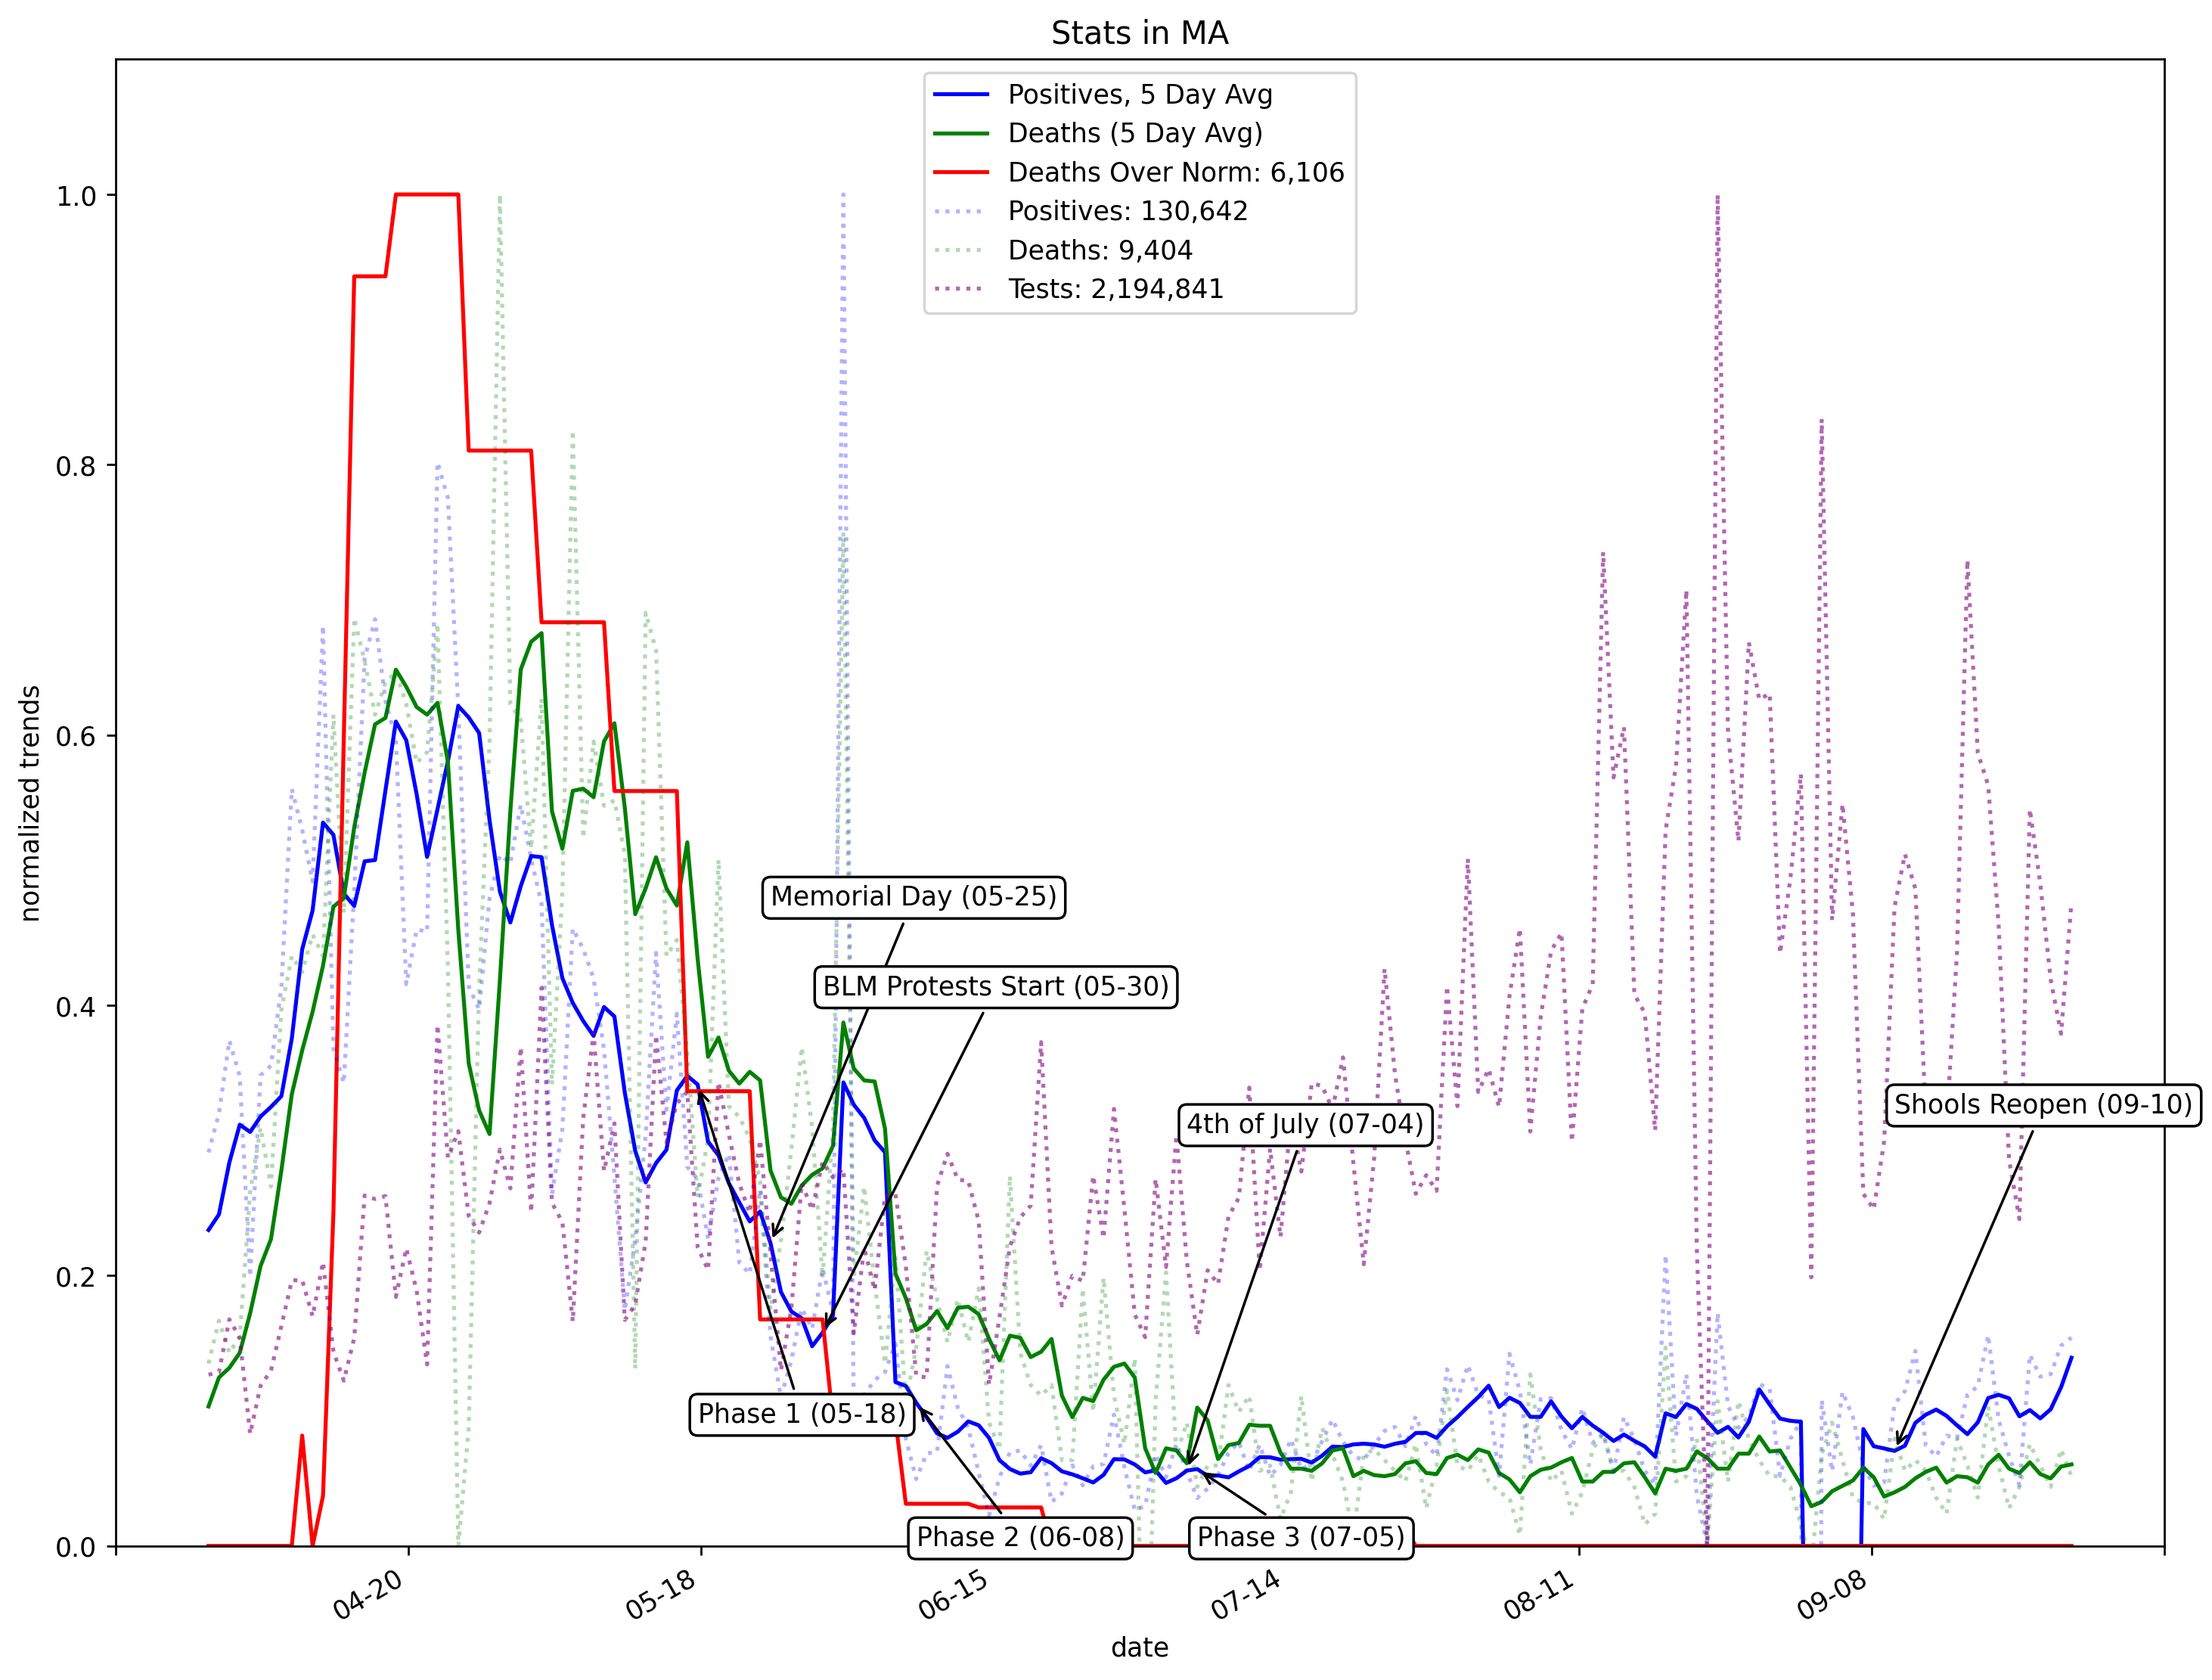 Stats in MA
Positives, 5 Day Avg
Deaths (5 Day Avg)
Deaths Over Norm: 6,106
Positives: 130,642
Deaths: 9,404
Tests: 2,194,841
normalized trends
1.0
0.8
0.6
0.4
0.2
0.0
Memorial Day (05-25)
BLM Protests Start (05-30)
4th of July (07-04)
Shools Reopen (09-10)
Phase 1 (05-18)
Phase 2 (06-08)
Phase 3 (07-05)
04-20
05-18
06-15
07-14
08-11
09-08
date